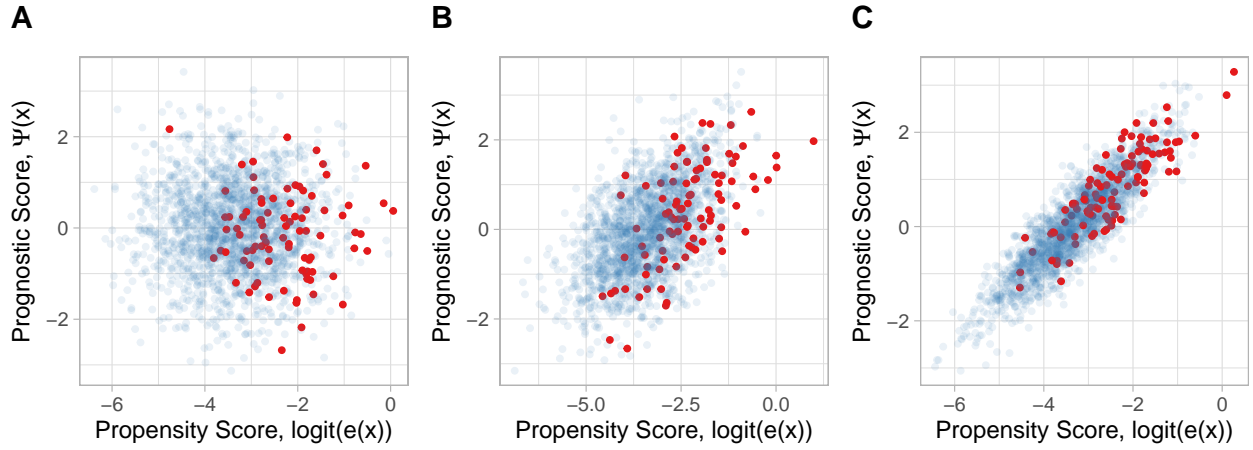 A
B
C
Prognostic Score, Ψ(x)
2
0
−2
−6
−4
−2
0
Propensity Score, logit(e(x))
Prognostic Score, Ψ(x)
2
0
−2
−5.0
−2.5
0.0
Propensity Score, logit(e(x))
Prognostic Score, Ψ(x)
2
0
−2
−6
−4
−2
0
Propensity Score, logit(e(x))